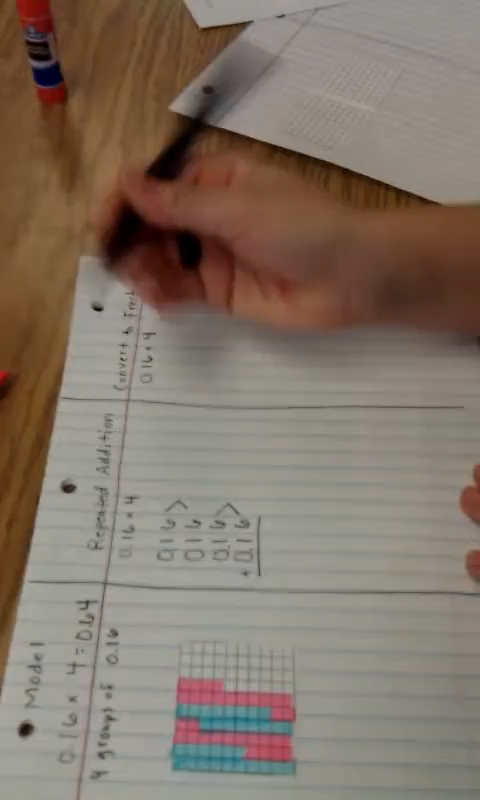 Model
0.16 x 4 = 0.64
4 groups of 0.16
Repeated Addition
0.16 x 4
0.16
0.16
0.16
+ 0.16
Convert to
0.16 x 4